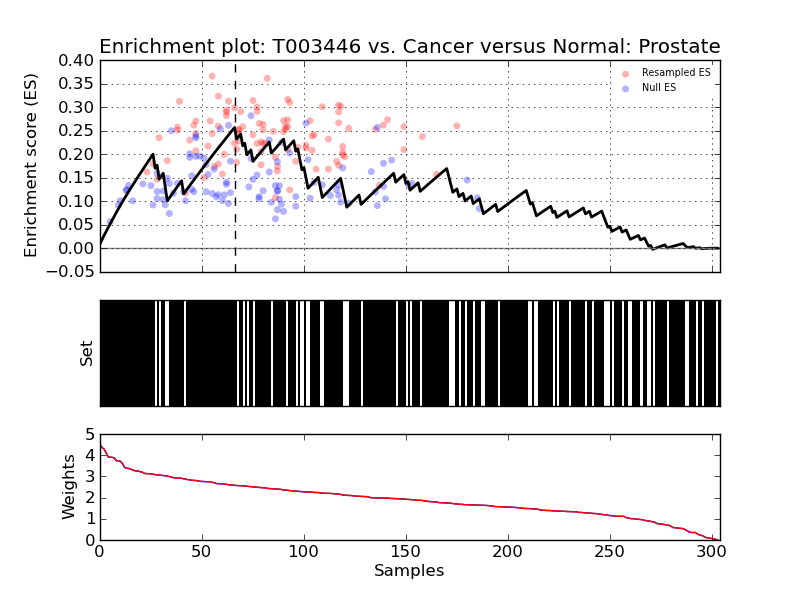 Enrichment plot: T003446 vs. Cancer versus Normal: Prostate
0.40
0.35
0.30
0.25
0.20
0.15
0.10
0.05
0.00
−0.05
Enrichment score (ES)
Resampled ES
Null ES
Set
5
4
3
2
1
0
Weights
0 50 100 150 200 250 300
Samples